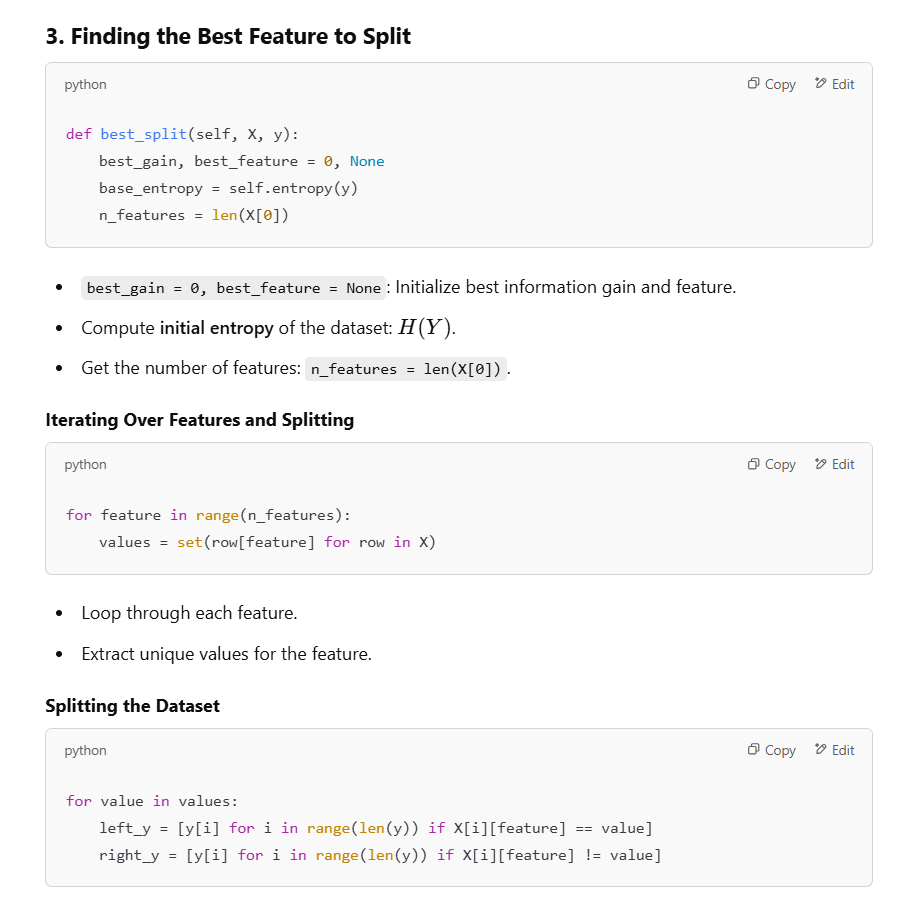 3. Finding the Best Feature to Split
python
Copy
Edit
def best_split(self, X, y):
    best_gain, best_feature = 0, None
    base_entropy = self.entropy(y)
    n_features = len(X[0])
• best_gain = 0, best_feature = None : Initialize best information gain and feature.
• Compute initial entropy of the dataset: H(Y).
• Get the number of features: n_features = len(X[0]) .
Iterating Over Features and Splitting
python
Copy
Edit
for feature in range(n_features):
    values = set(row[feature] for row in X)
• Loop through each feature.
• Extract unique values for the feature.
Splitting the Dataset
python
Copy
Edit
for value in values:
    left_y = [y[i] for i in range(len(y)) if X[i][feature] == value]
    right_y = [y[i] for i in range(len(y)) if X[i][feature] != value]